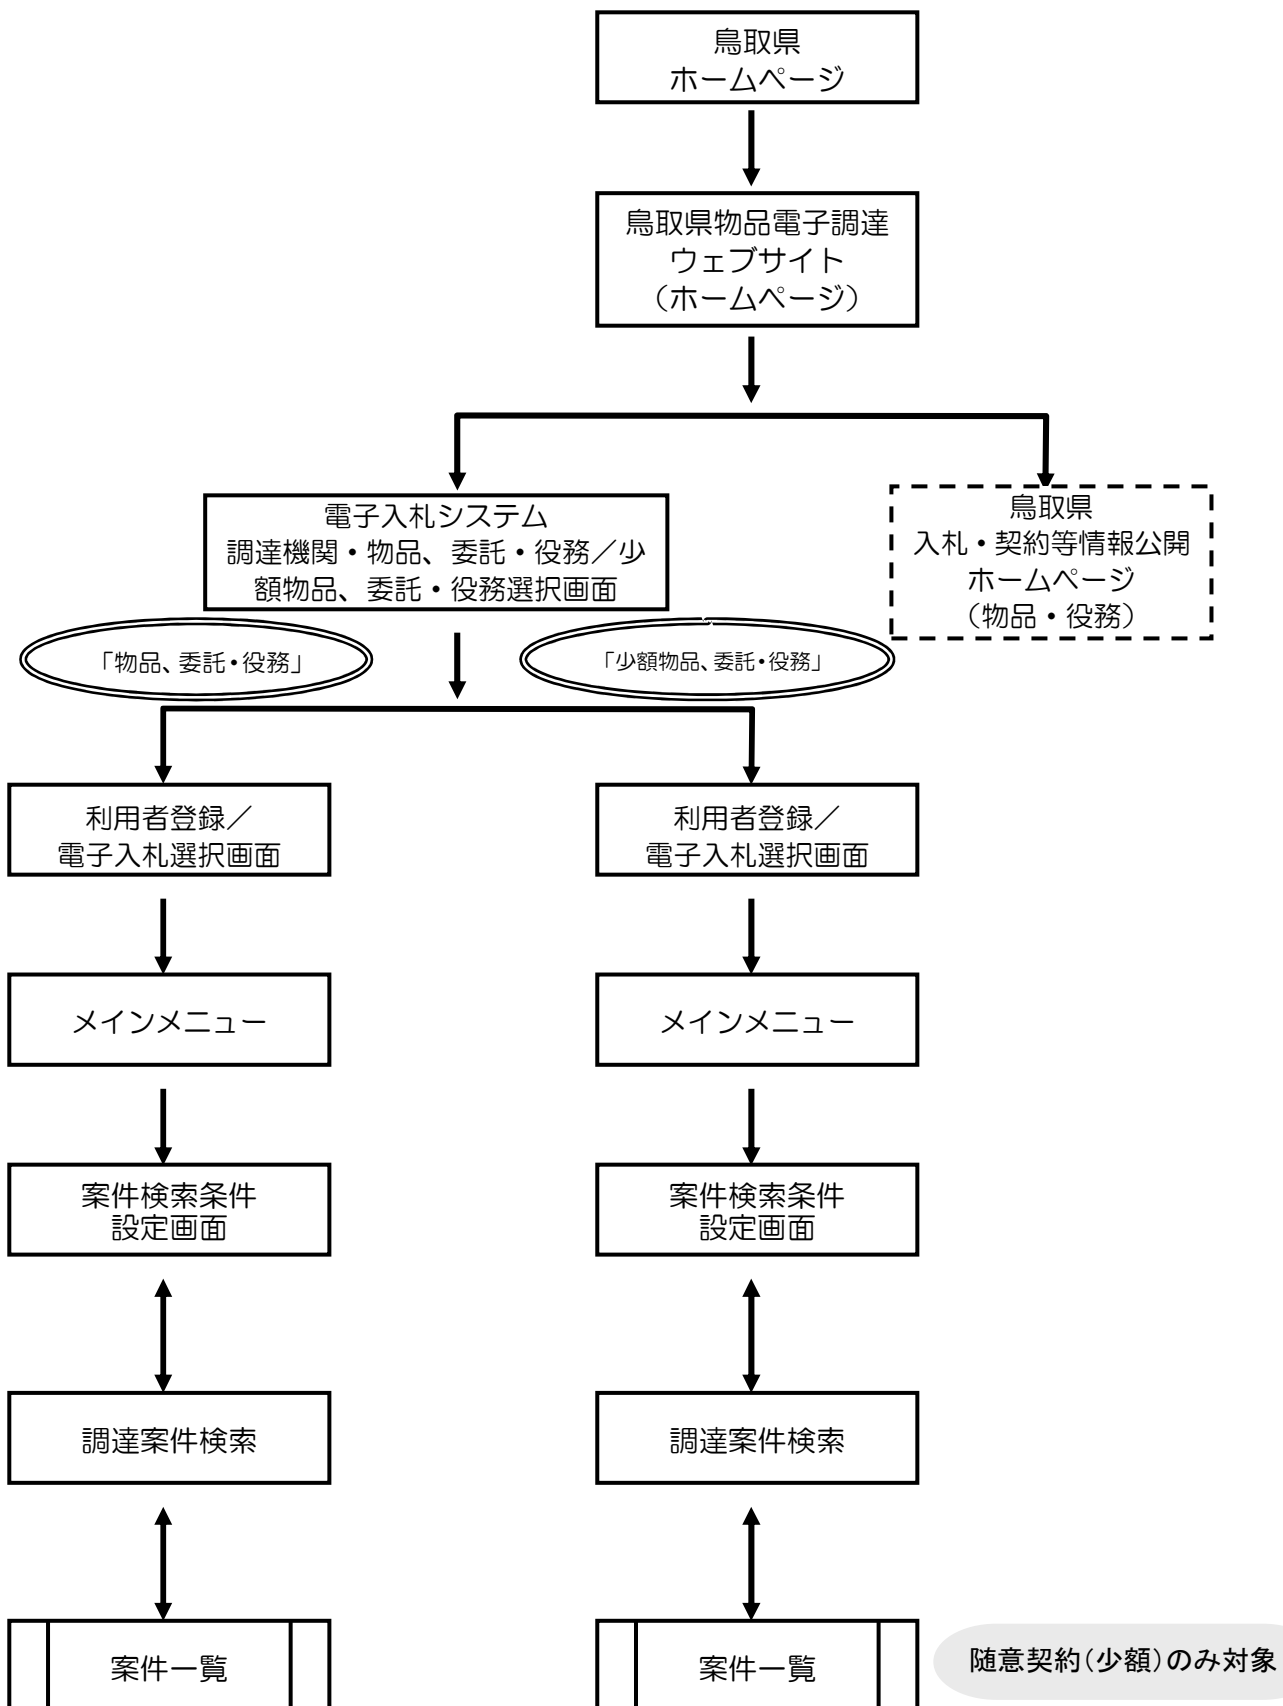 鳥取県
ホームページ
鳥取県物品電子調達
ウェブサイト
（ホームページ）
電子入札システム
調達機関・物品、委託・役務／少
額物品、委託・役務選択画面
鳥取県
入札・契約等情報公開
ホームページ
（物品・役務）
「物品、委託・役務」
「少額物品、委託・役務」
利用者登録／
電子入札選択画面
利用者登録／
電子入札選択画面
メインメニュー
メインメニュー
案件検索条件
設定画面
案件検索条件
設定画面
調達案件検索
調達案件検索
案件一覧
案件一覧
随意契約（少額）のみ対象